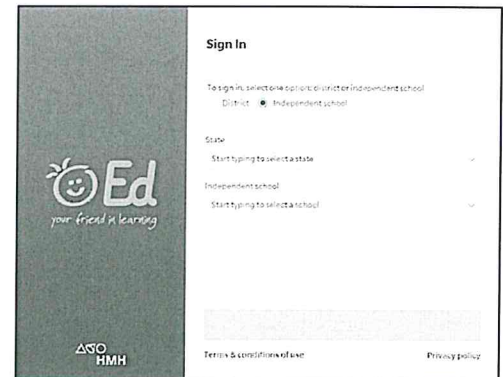 Sign In
To sign in, select one option: district or independent school
District Independent school
State
Start typing to select a state
Independent school
Start typing to select a school
Ed
your friend in learning
HMH
Terms & conditions of use
Privacy policy